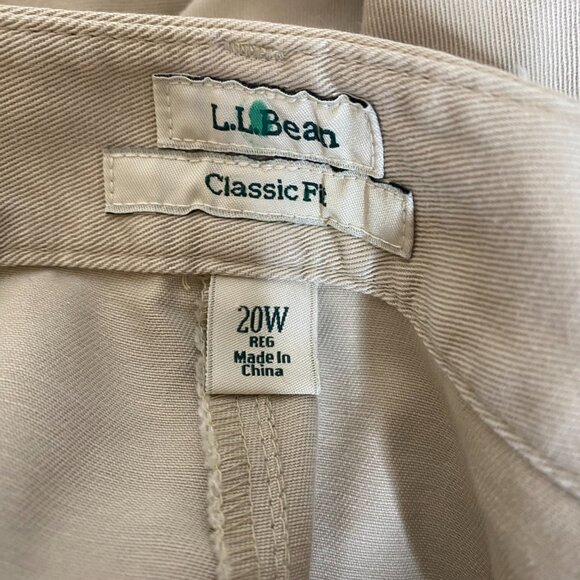 L.L.Bean
Classic Fit
20W
REG
Made In
China